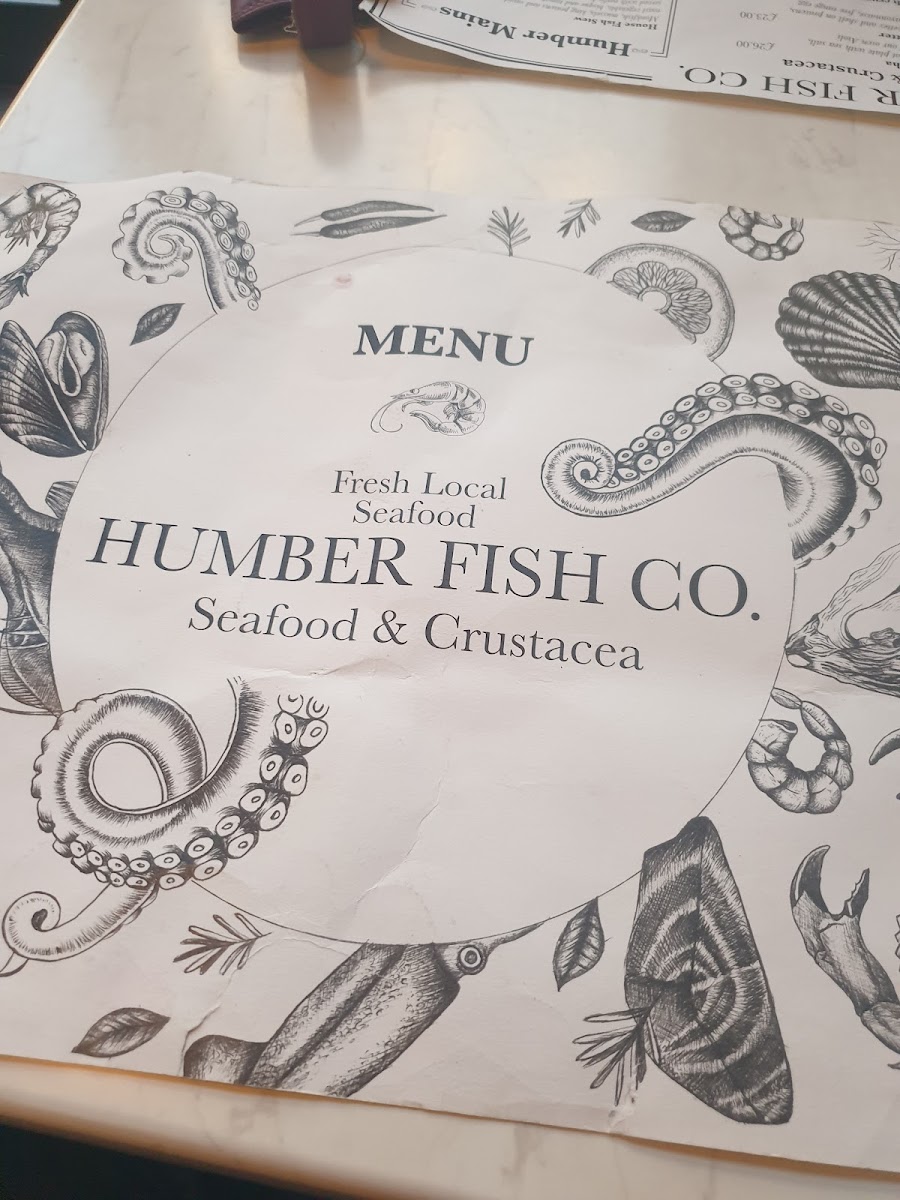 MENU
Fresh Local
Seafood
HUMBER FISH CO.
Seafood & Crustacea
R FISH CO.
& Crustacea
£26.00
£23.00
Humber Mains
House Fish Stew